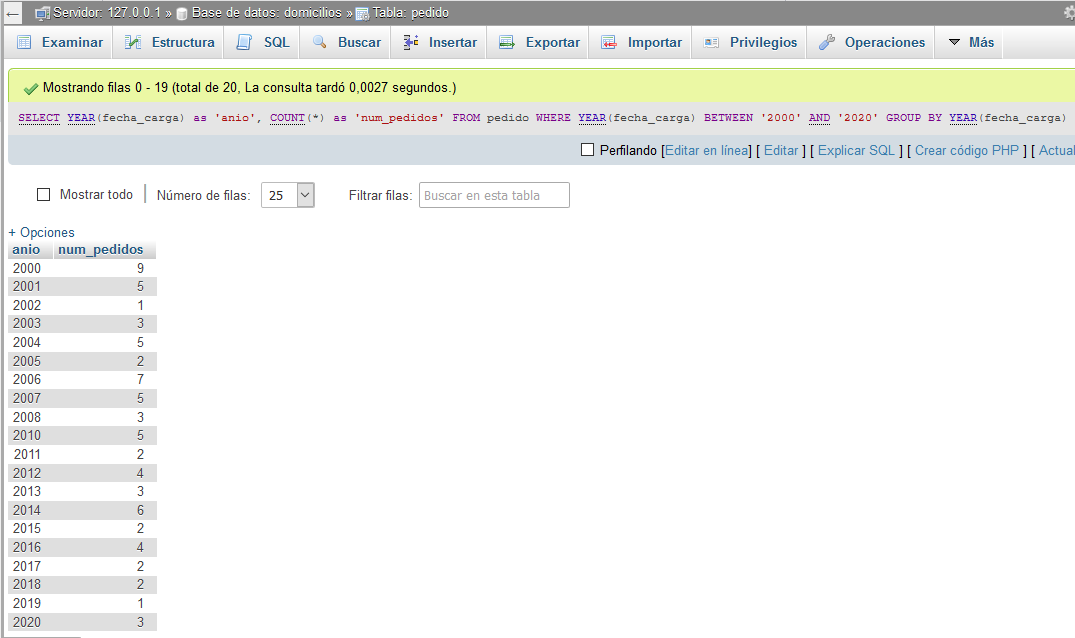 Servidor: 127.0.0.1 » Base de datos: domicilios » Tabla: pedido
Examinar Estructura SQL Buscar Insertar Exportar Importar Privilegios Operaciones Más
Mostrando filas 0 - 19 (total de 20, La consulta tardó 0,0027 segundos.)
SELECT YEAR(fecha_carga) as 'anio', COUNT(*) as 'num_pedidos' FROM pedido WHERE YEAR(fecha_carga) BETWEEN '2000' AND '2020' GROUP BY YEAR(fecha_carga)
Perfilando [Editar en línea] [ Editar ] [ Explicar SQL ] [ Crear código PHP ] [ Actual
Mostrar todo Número de filas: 25 Filtrar filas: Buscar en esta tabla
+ Opciones
anio num_pedidos
2000 9
2001 5
2002 1
2003 3
2004 5
2005 2
2006 7
2007 5
2008 3
2010 5
2011 2
2012 4
2013 3
2014 6
2015 2
2016 4
2017 2
2018 2
2019 1
2020 3